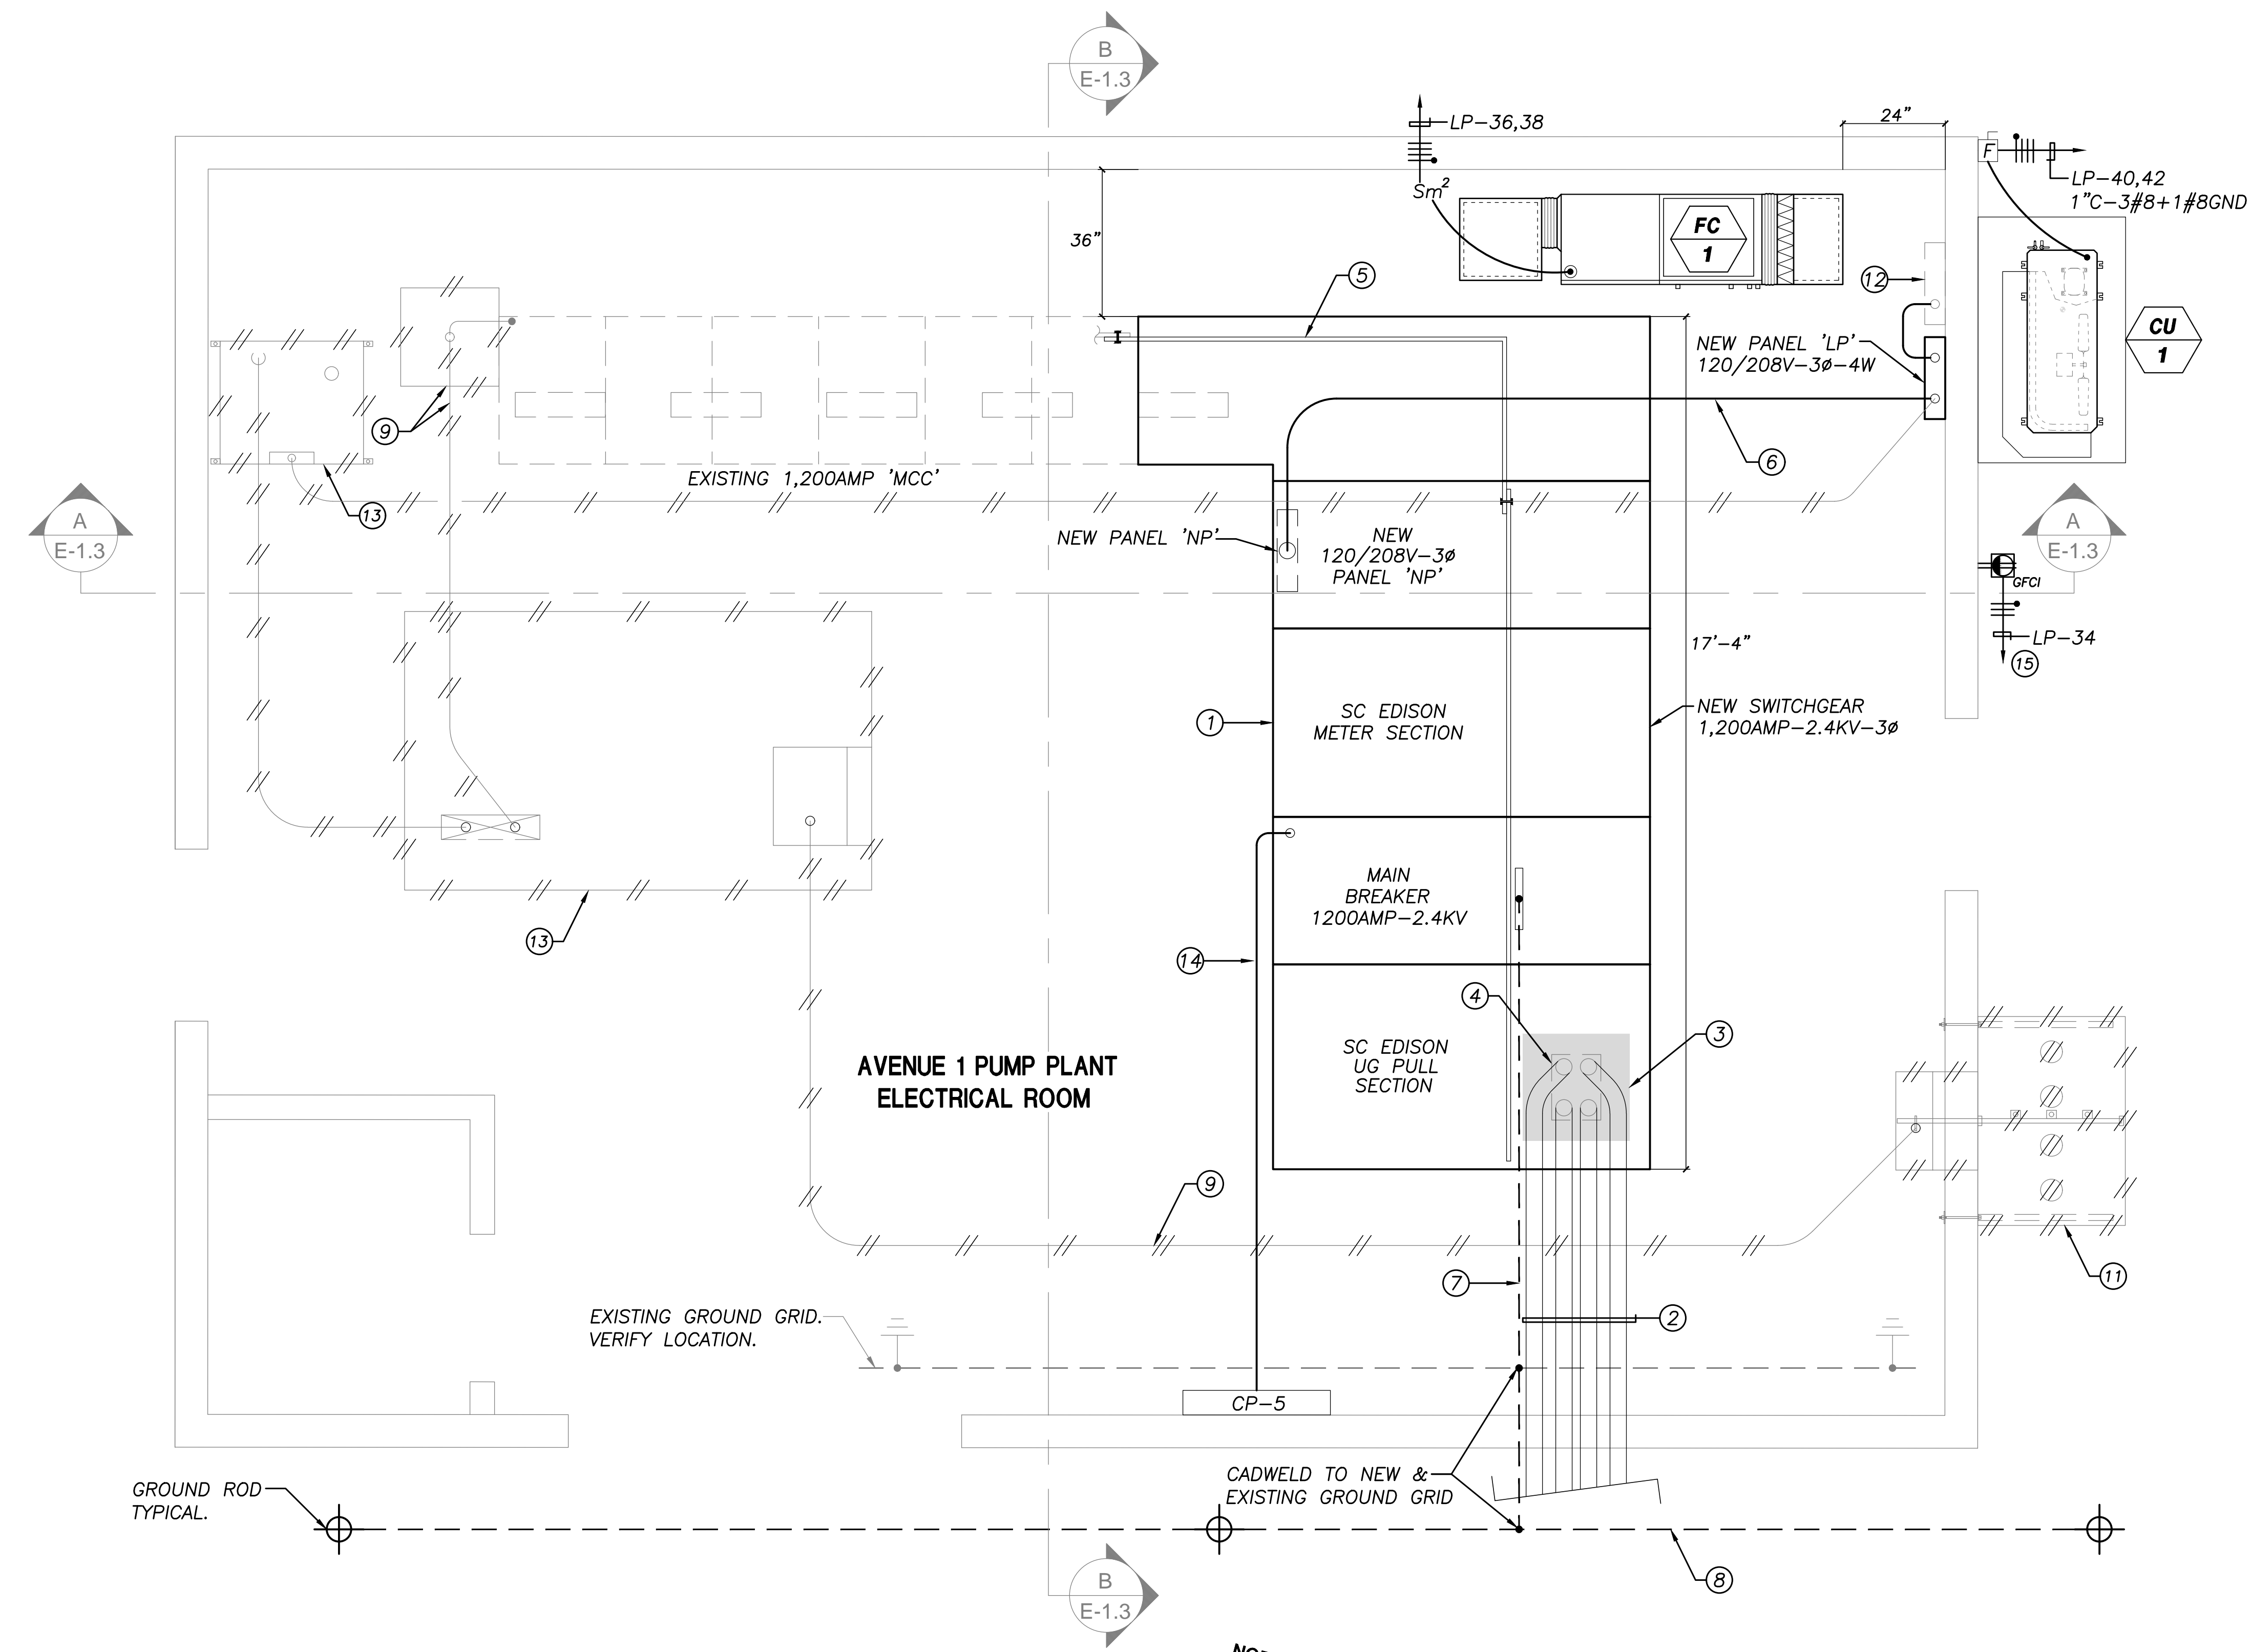 B
E-1.3
LP-36,38
24"
F
Sm2
LP-40,42
1"C-3#8+1#8GND
36"
FC
1
5
12
CU
1
NEW PANEL 'LP'
120/208V-3ø-4W
9
6
EXISTING 1,200AMP 'MCC'
13
A
E-1.3
A
E-1.3
NEW PANEL 'NP'
NEW
120/208V-3ø
PANEL 'NP'
GFCI
LP-34
15
17'-4"
1
SC EDISON
METER SECTION
NEW SWITCHGEAR
1,200AMP-2.4KV-3ø
MAIN
BREAKER
1200AMP-2.4KV
13
14
4
3
SC EDISON
UG PULL
SECTION
AVENUE 1 PUMP PLANT
ELECTRICAL ROOM
9
11
7
2
EXISTING GROUND GRID.
VERIFY LOCATION.
CP-5
CADWELD TO NEW &
EXISTING GROUND GRID
GROUND ROD
TYPICAL.
8
B
E-1.3